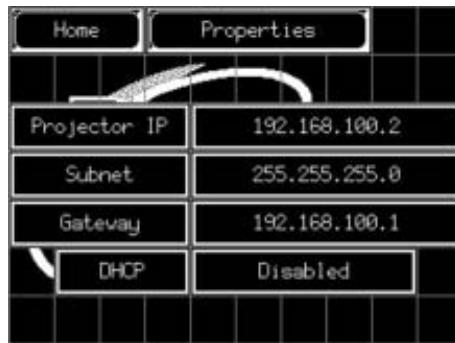 Home Properties
Projector IP 192.168.100.2
Subnet 255.255.255.0
Gateway 192.168.100.1
DHCP Disabled